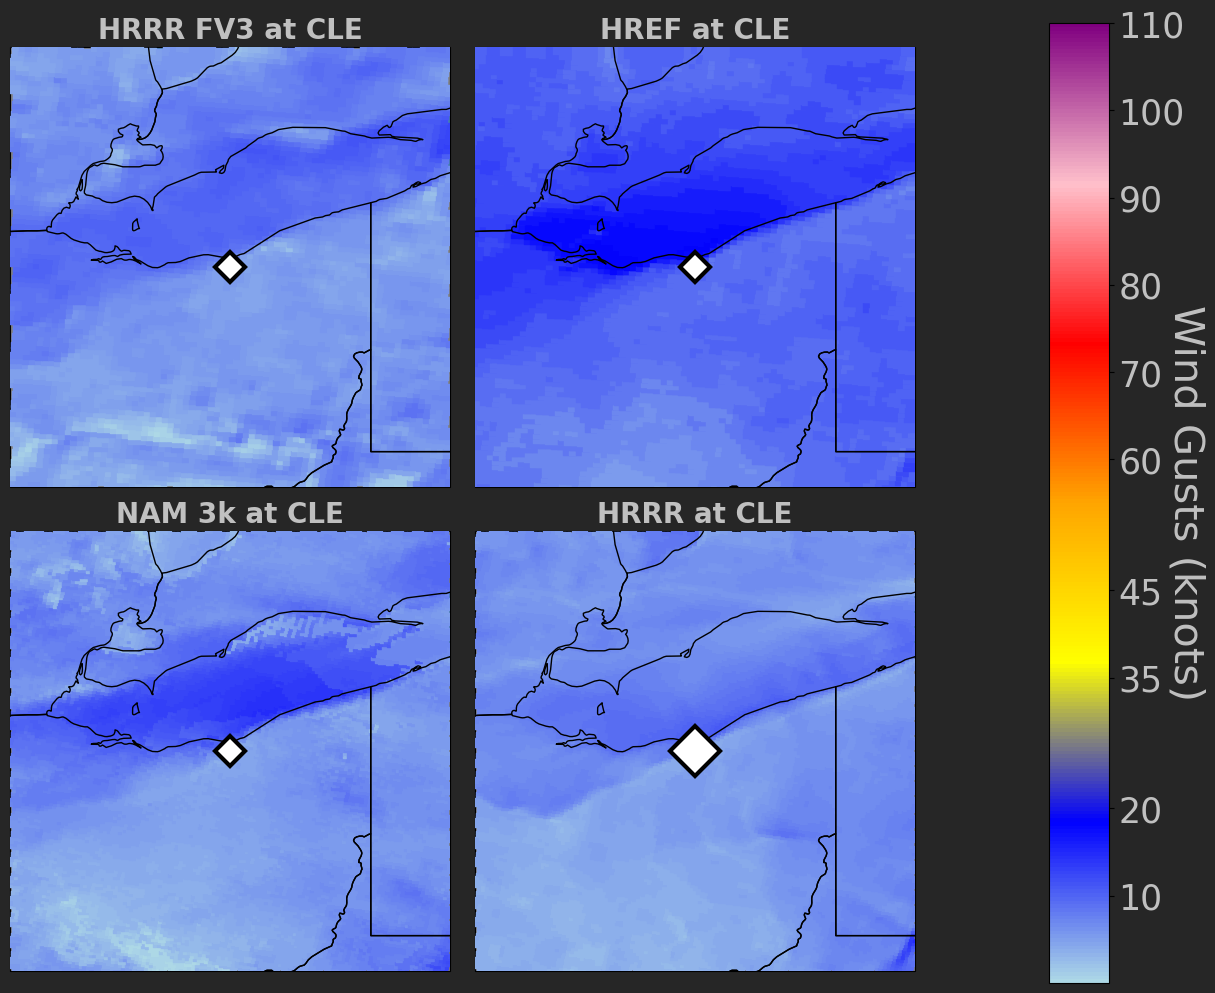 HRRR FV3 at CLE
HREF at CLE
NAM 3k at CLE
HRRR at CLE
110
100
90
80
70
60
45
35
20
10
Wind Gusts (knots)